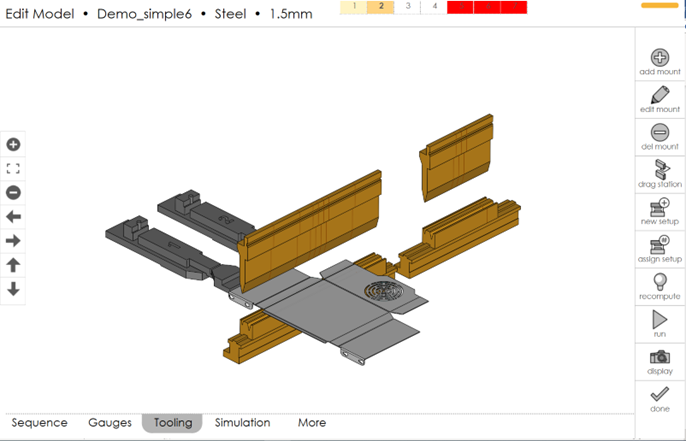 Edit Model • Demo_simple6 • Steel • 1.5mm
1 2 3 4
add mount
edit mount
del mount
drag station
new setup
assign setup
recompute
run
display
done
Sequence Gauges Tooling Simulation More